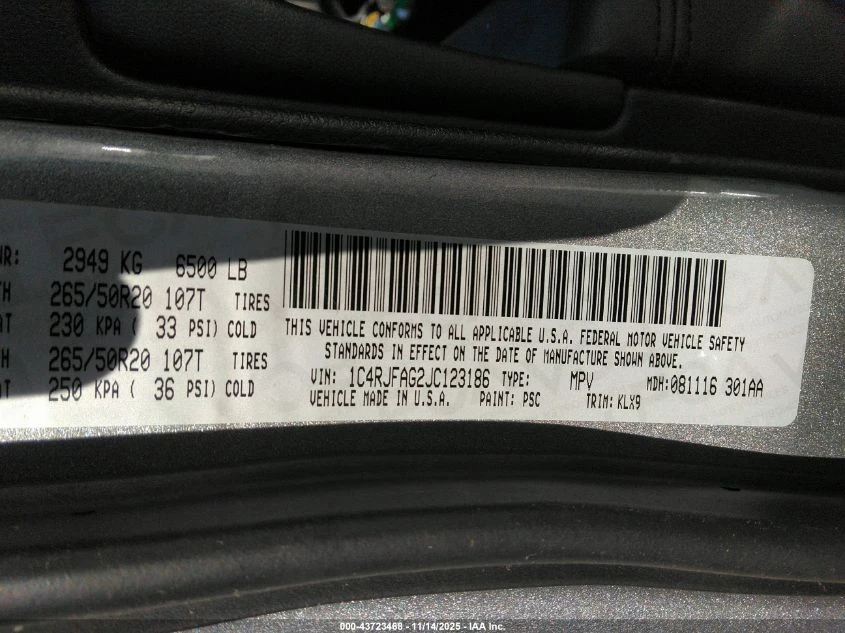 WR: 2949 KG 6500 LB
TH 265/50R20 107T TIRES
AT 230 KPA ( 33 PSI) COLD
TH 265/50R20 107T TIRES
AT 250 KPA ( 36 PSI) COLD
THIS VEHICLE CONFORMS TO ALL APPLICABLE U.S.A. FEDERAL MOTOR VEHICLE SAFETY
STANDARDS IN EFFECT ON THE DATE OF MANUFACTURE SHOWN ABOVE.
VIN: 1C4RJFAG2JC123186 TYPE: MPV MDH:081116 301AA
VEHICLE MADE IN U.S.A. PAINT: PSC TRIM: KLX9
000-43723468 - 11/14/2025 - IAA Inc.